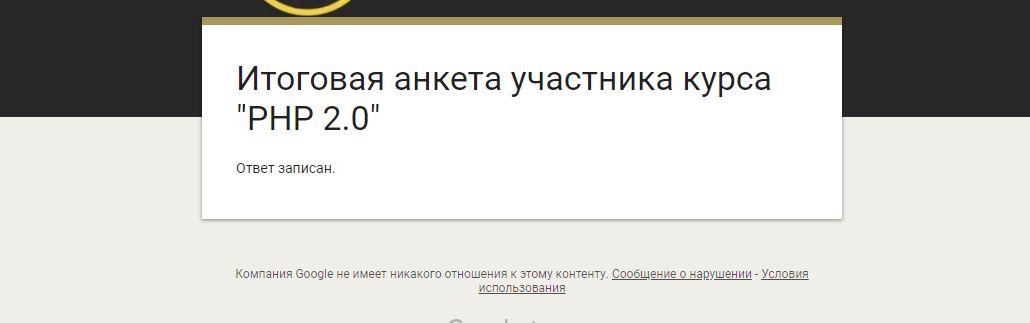 Итоговая анкета участника курса
"PHP 2.0"
Ответ записан.
Компания Google не имеет никакого отношения к этому контенту. Сообщение о нарушении - Условия
использования